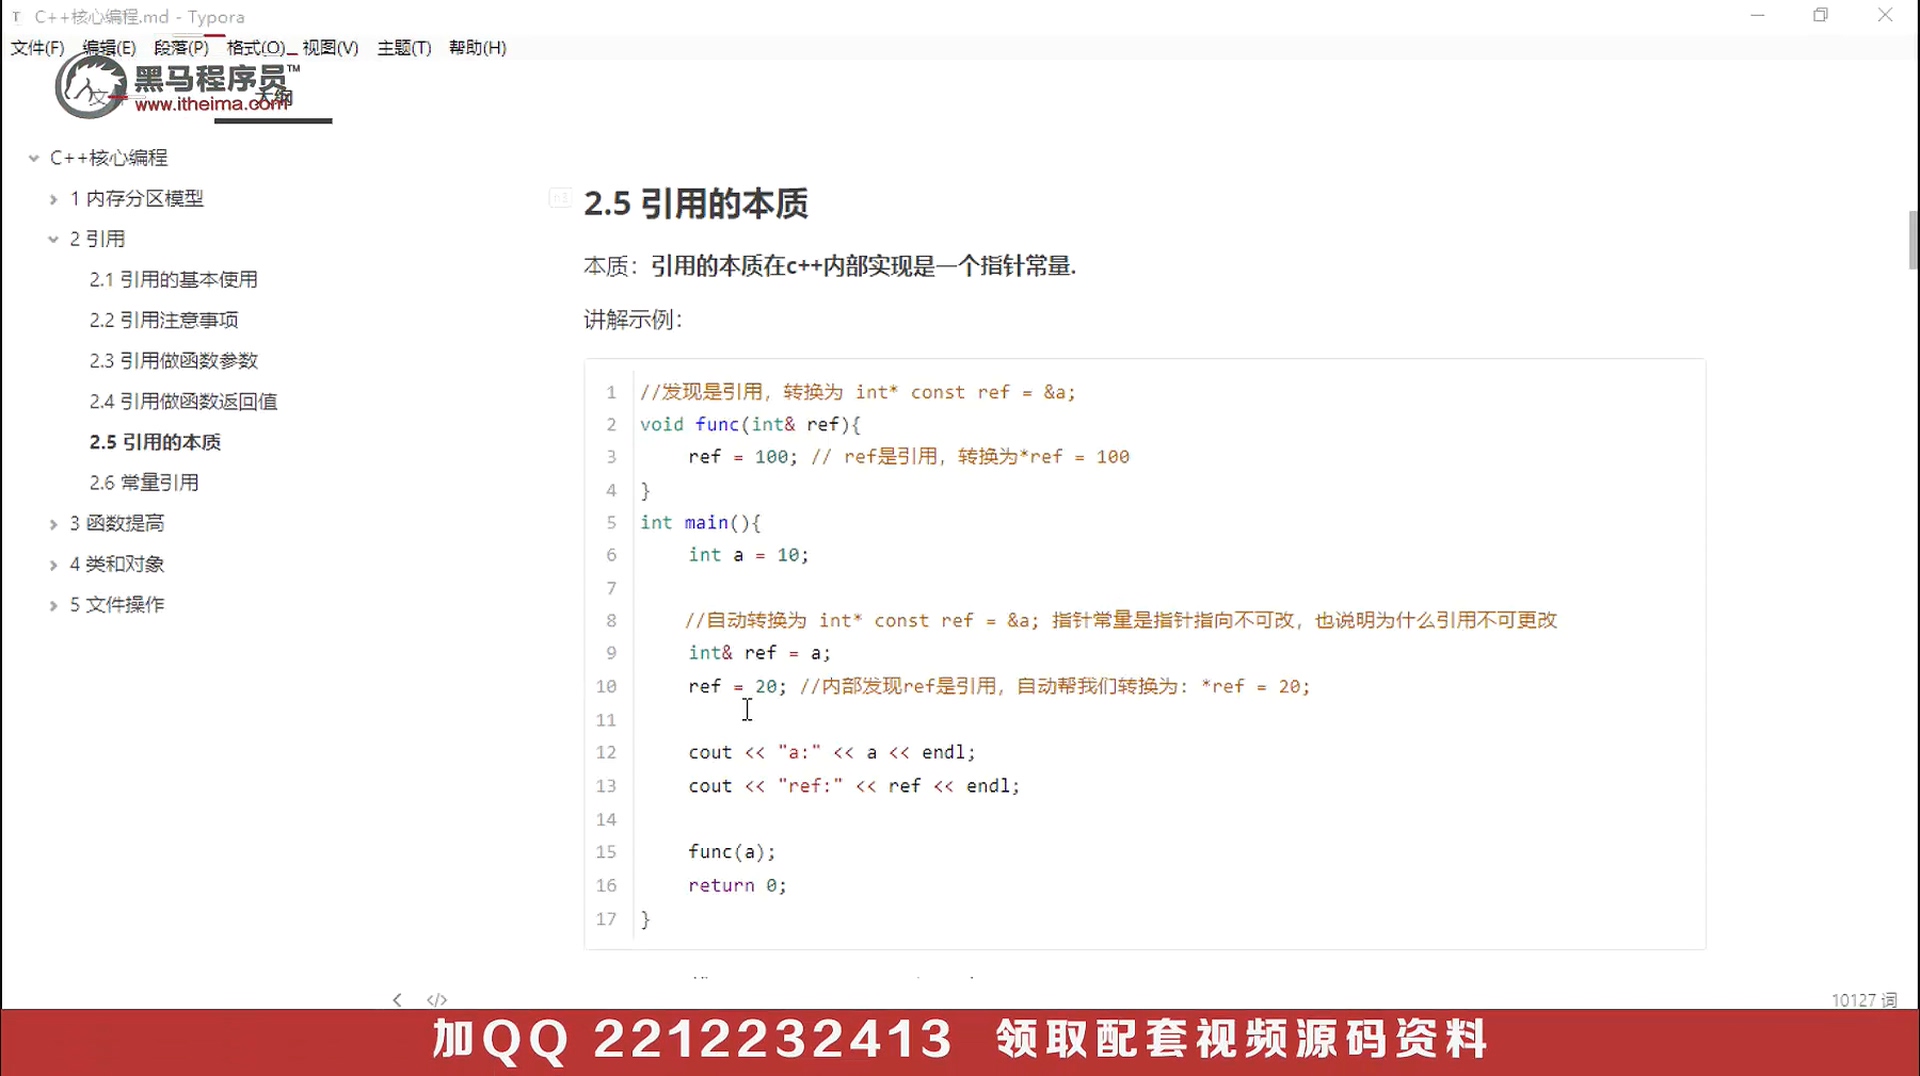 C++核心编程.md - Typora
文件(F) 编辑(E) 段落(P) 格式(O) 视图(V) 主题(T) 帮助(H)
黑马程序员™
www.itheima.com
大纲
C++核心编程
1 内存分区模型
2 引用
2.1 引用的基本使用
2.2 引用注意事项
2.3 引用做函数参数
2.4 引用做函数返回值
2.5 引用的本质
2.6 常量引用
3 函数提高
4 类和对象
5 文件操作
2.5 引用的本质
本质：引用的本质在c++内部实现是一个指针常量.
讲解示例：
1 //发现是引用，转换为 int* const ref = &a;
2 void func(int& ref){
3 ref = 100; // ref是引用，转换为*ref = 100
4 }
5 int main(){
6 int a = 10;
7
8 //自动转换为 int* const ref = &a; 指针常量是指针指向不可改，也说明为什么引用不可更改
9 int& ref = a;
10 ref = 20; //内部发现ref是引用，自动帮我们转换为：*ref = 20;
11
12 cout << "a:" << a << endl;
13 cout << "ref:" << ref << endl;
14
15 func(a);
16 return 0;
17 }
10127 词
加QQ 2212232413 领取配套视频源码资料